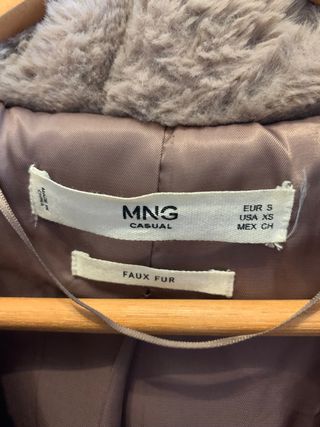 MNG
CASUAL
EUR S
USA XS
MEX CH
FAUX FUR